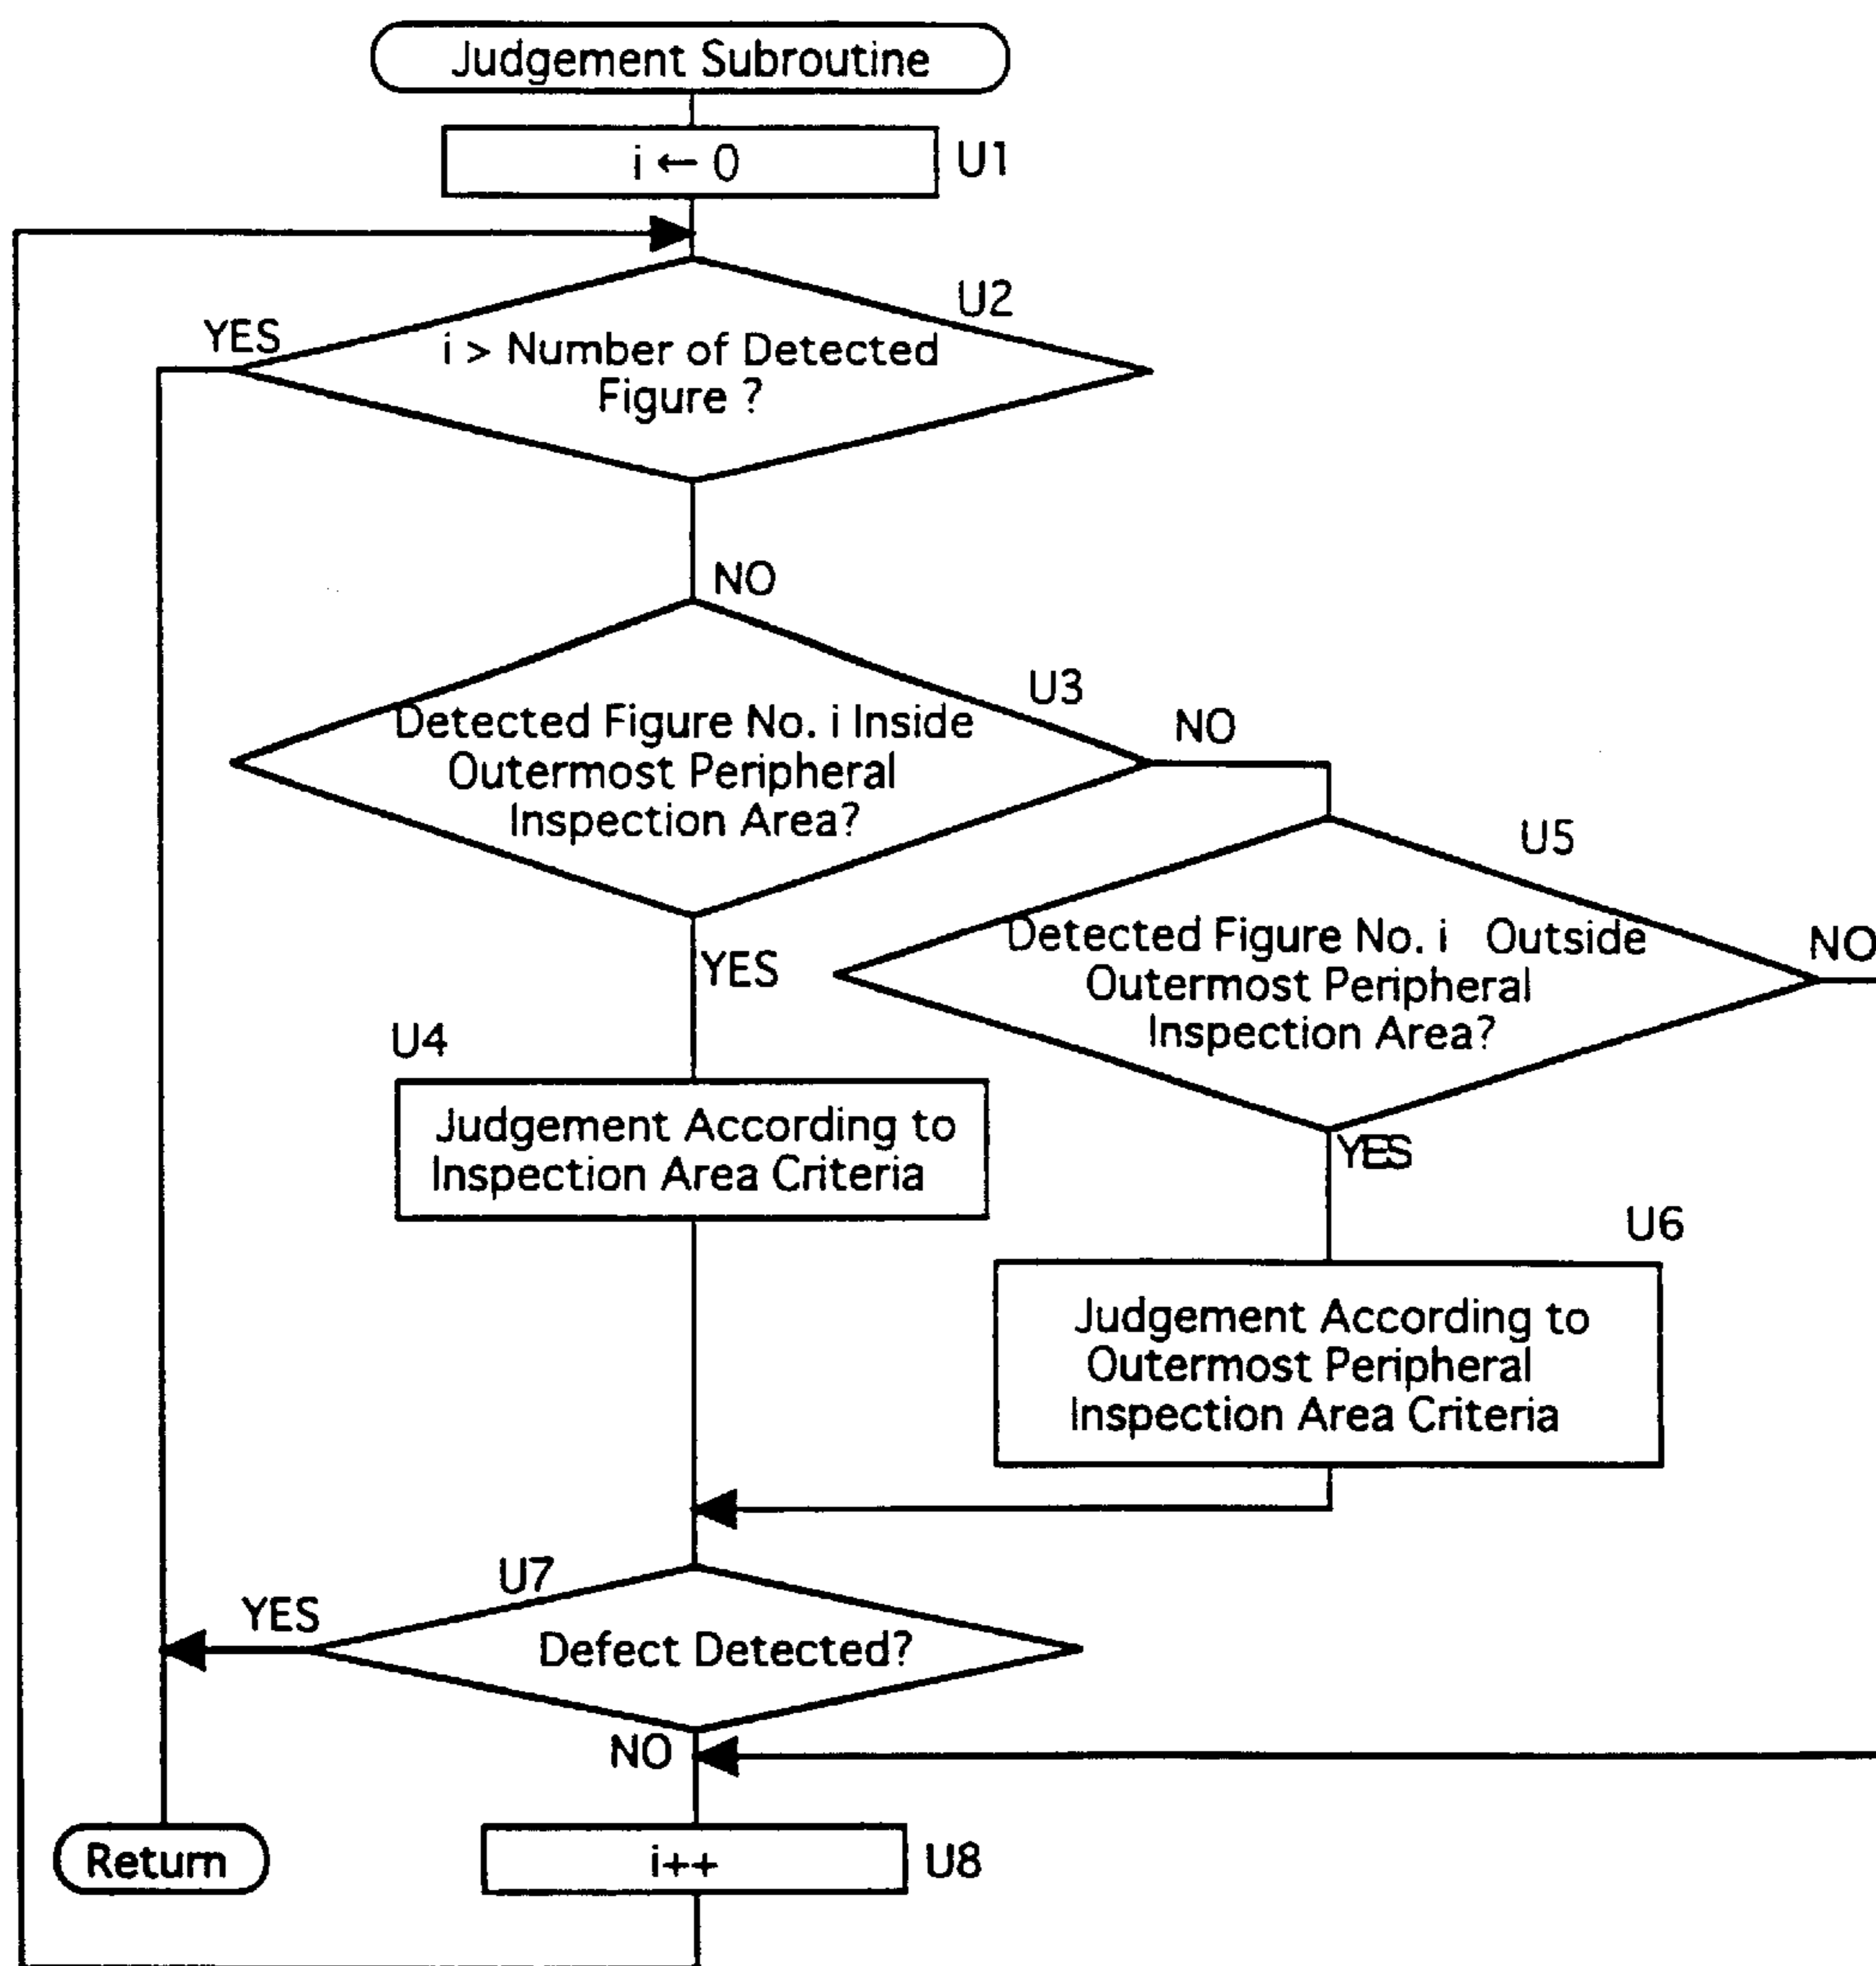 Judgement Subroutine
i ← 0
U1
U2
YES
i > Number of Detected
Figure ?
NO
U3
Detected Figure No. i Inside
Outermost Peripheral
Inspection Area?
NO
YES
U5
Detected Figure No. i Outside
Outermost Peripheral
Inspection Area?
NO
YES
U4
Judgement According to
Inspection Area Criteria
U6
Judgement According to
Outermost Peripheral
Inspection Area Criteria
U7
YES
Defect Detected?
NO
Return
i++
U8